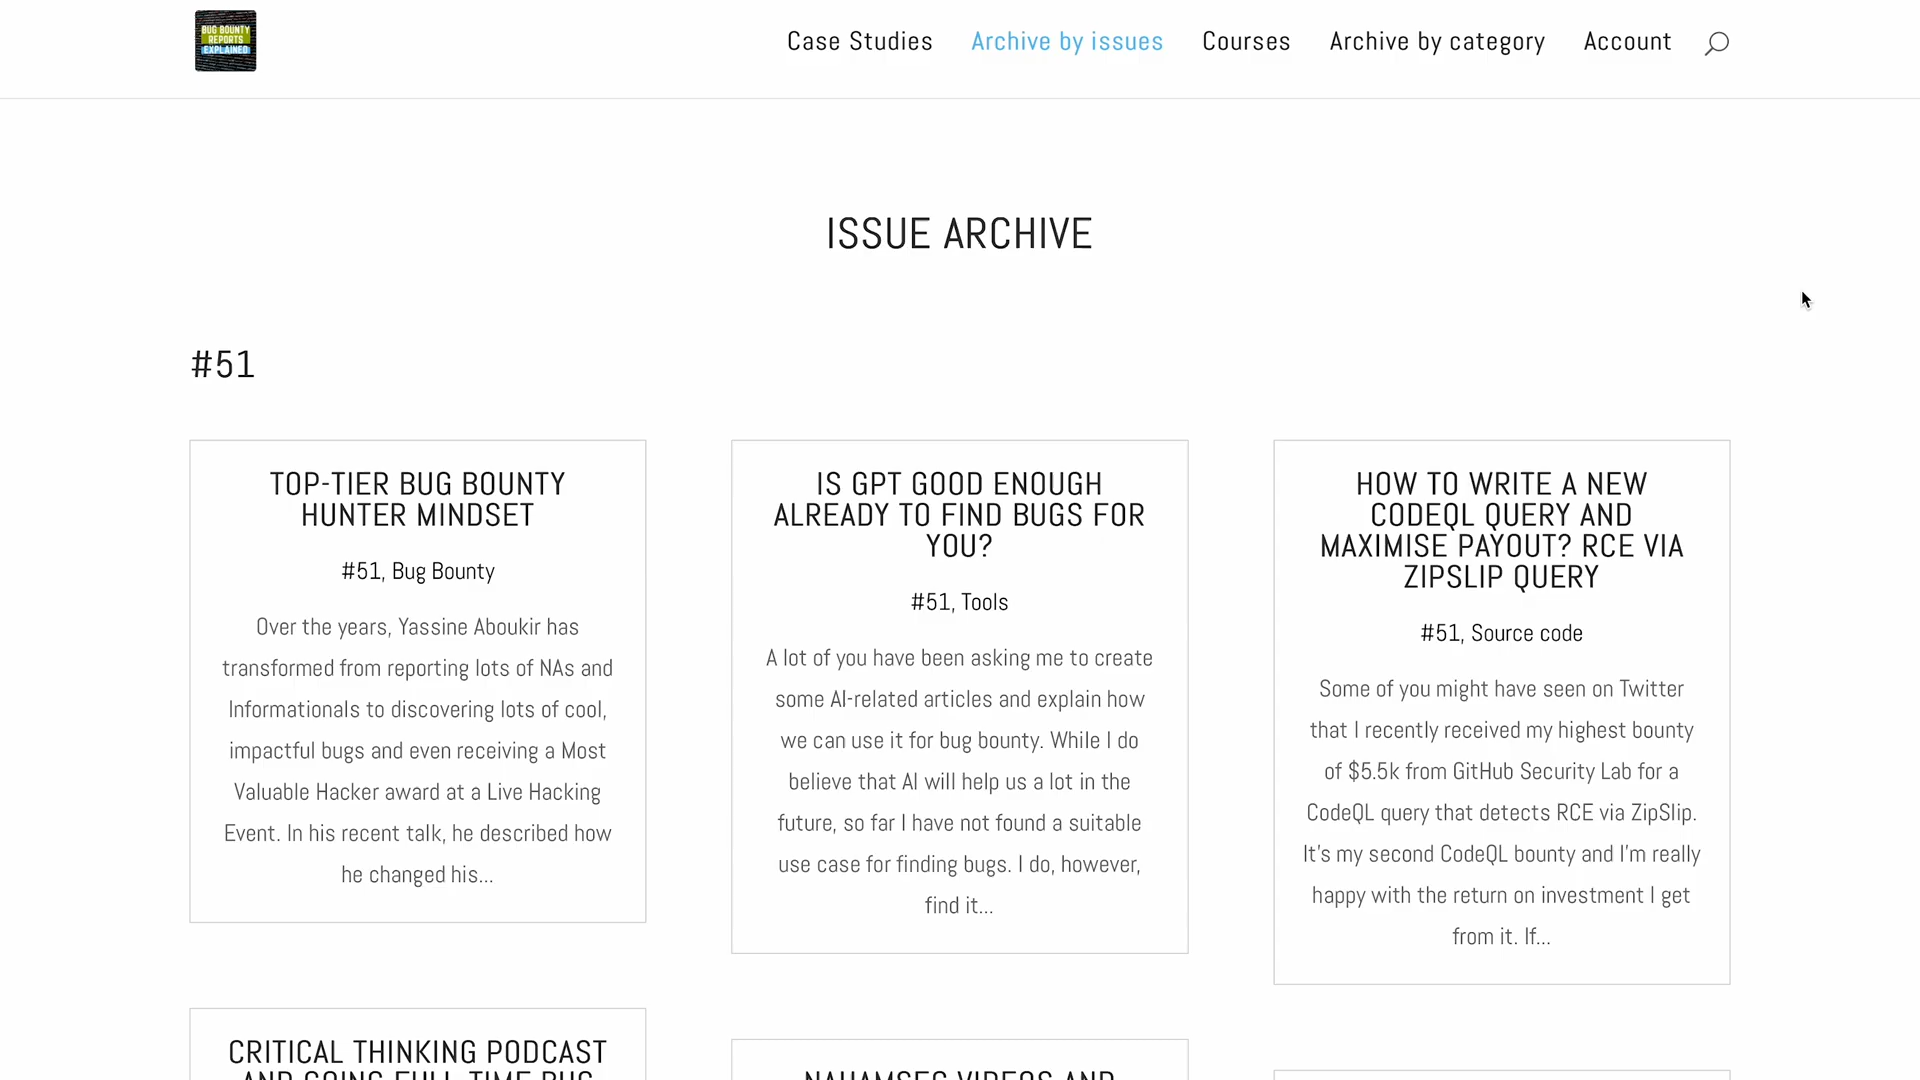 BUG BOUNTY
REPORTS
EXPLAINED
Case Studies
Archive by issues
Courses
Archive by category
Account
ISSUE ARCHIVE
#51
TOP-TIER BUG BOUNTY
HUNTER MINDSET
#51, Bug Bounty
Over the years, Yassine Aboukir has
transformed from reporting lots of NAs and
Informationals to discovering lots of cool,
impactful bugs and even receiving a Most
Valuable Hacker award at a Live Hacking
Event. In his recent talk, he described how
he changed his...
IS GPT GOOD ENOUGH
ALREADY TO FIND BUGS FOR
YOU?
#51, Tools
A lot of you have been asking me to create
some AI-related articles and explain how
we can use it for bug bounty. While I do
believe that AI will help us a lot in the
future, so far I have not found a suitable
use case for finding bugs. I do, however,
find it...
HOW TO WRITE A NEW
CODEQL QUERY AND
MAXIMISE PAYOUT? RCE VIA
ZIPSLIP QUERY
#51, Source code
Some of you might have seen on Twitter
that I recently received my highest bounty
of $5.5k from GitHub Security Lab for a
CodeQL query that detects RCE via ZipSlip.
It's my second CodeQL bounty and I'm really
happy with the return on investment I get
from it. If...
CRITICAL THINKING PODCAST
AND GOING FULL-TIME BUG
NAHAMSEC VIDEOS AND